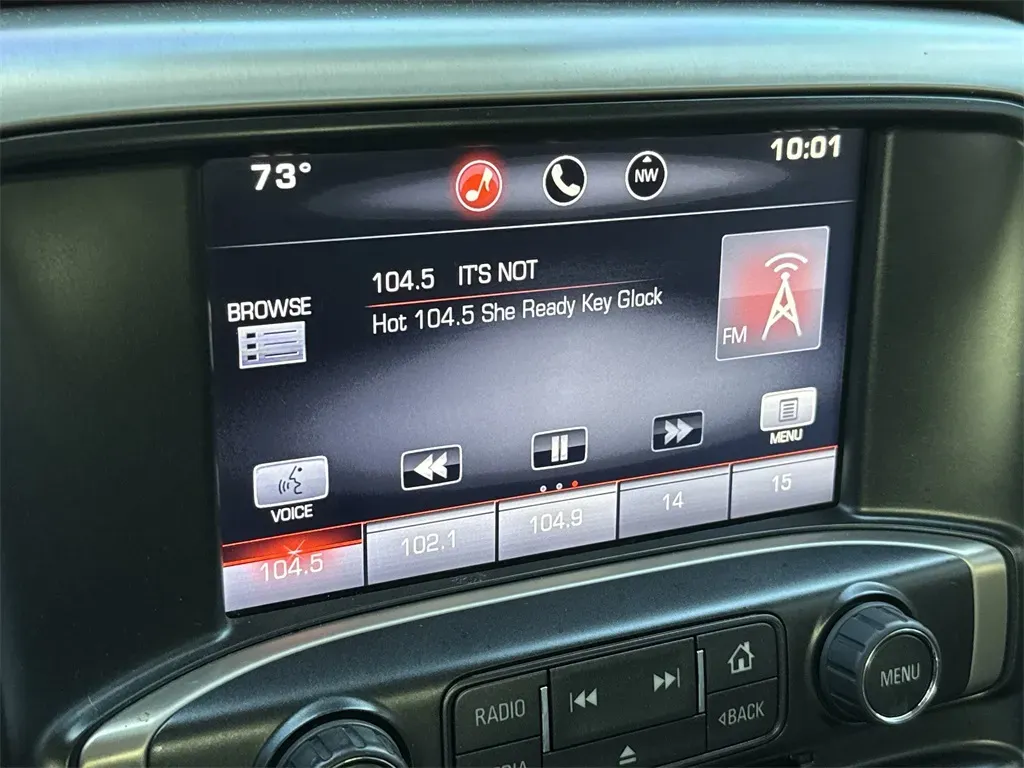 73°
NW
10:01
104.5 IT'S NOT
Hot 104.5 She Ready Key Glock
BROWSE
FM
MENU
VOICE
104.5
102.1
104.9
14
15
RADIO
BACK
MENU